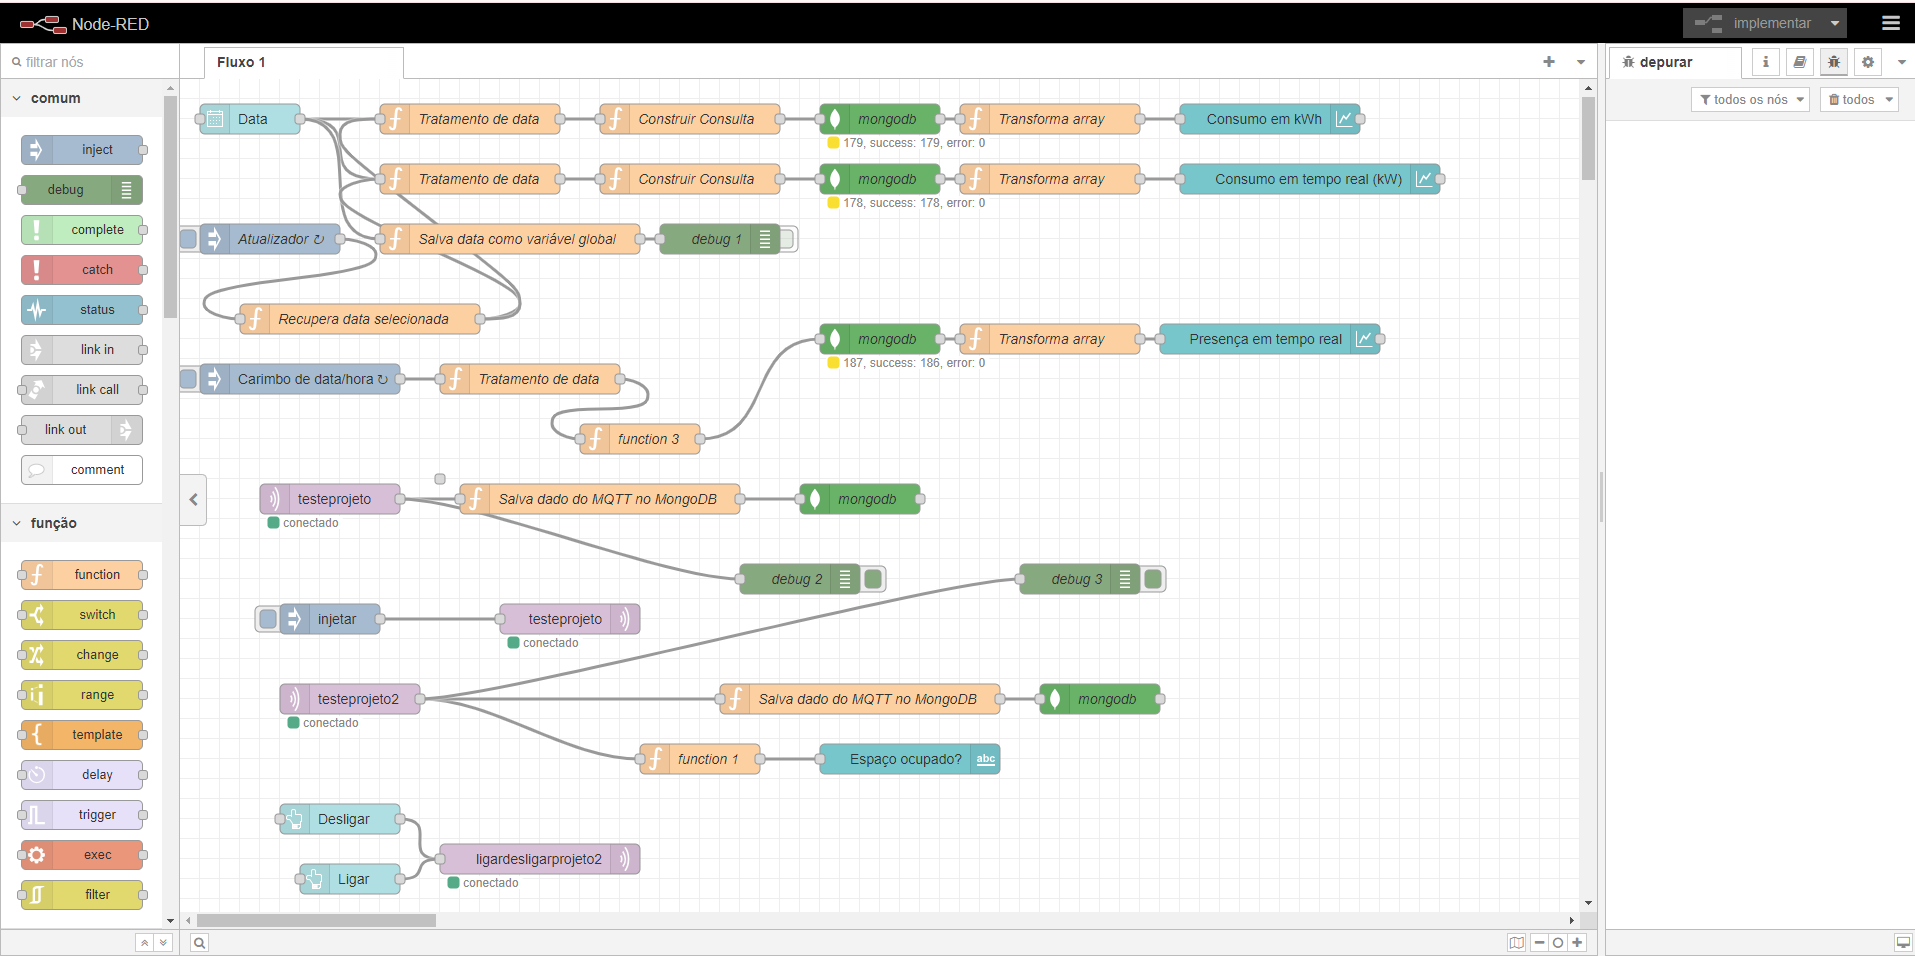 Node-RED
implementar
filtrar nós
Fluxo 1
depurar
todos os nós
todos
comum
inject
debug
complete
catch
status
link in
link call
link out
comment
função
function
switch
change
range
template
delay
trigger
exec
filter
Data
Tratamento de data
Construir Consulta
mongodb
179, success: 179, error: 0
Transforma array
Consumo em kWh
Tratamento de data
Construir Consulta
mongodb
178, success: 178, error: 0
Transforma array
Consumo em tempo real (kW)
Atualizador ↻
Salva data como variável global
debug 1
Recupera data selecionada
mongodb
187, success: 186, error: 0
Transforma array
Presença em tempo real
Carimbo de data/hora ↻
Tratamento de data
function 3
testeprojeto
conectado
Salva dado do MQTT no MongoDB
mongodb
debug 2
debug 3
injetar
testeprojeto
conectado
testeprojeto2
conectado
Salva dado do MQTT no MongoDB
mongodb
function 1
Espaço ocupado?
abc
Desligar
Ligar
ligardesligarprojeto2
conectado